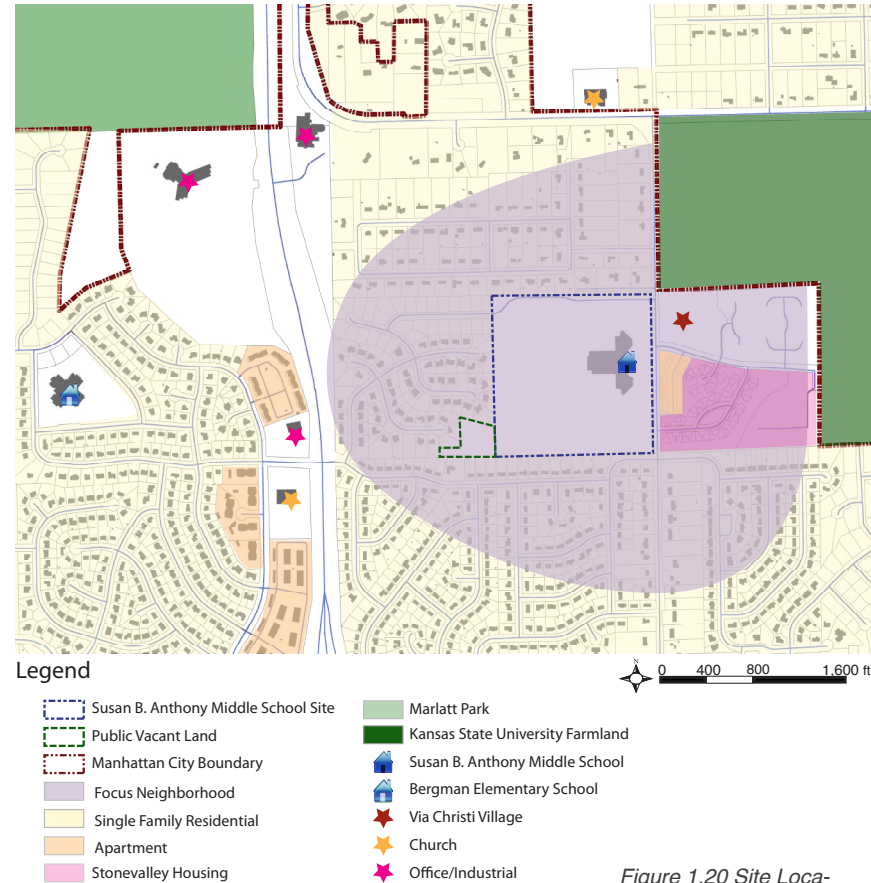 Legend
N
0 400 800 1,600 ft
Susan B. Anthony Middle School Site
Public Vacant Land
Manhattan City Boundary
Focus Neighborhood
Single Family Residential
Apartment
Stonevalley Housing
Marlatt Park
Kansas State University Farmland
Susan B. Anthony Middle School
Bergman Elementary School
Via Christi Village
Church
Office/Industrial
Figure 1.20 Site Loca-